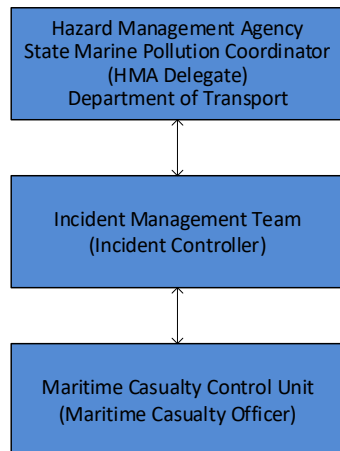 Hazard Management Agency
State Marine Pollution Coordinator
(HMA Delegate)
Department of Transport
Incident Management Team
(Incident Controller)
Maritime Casualty Control Unit
(Maritime Casualty Officer)